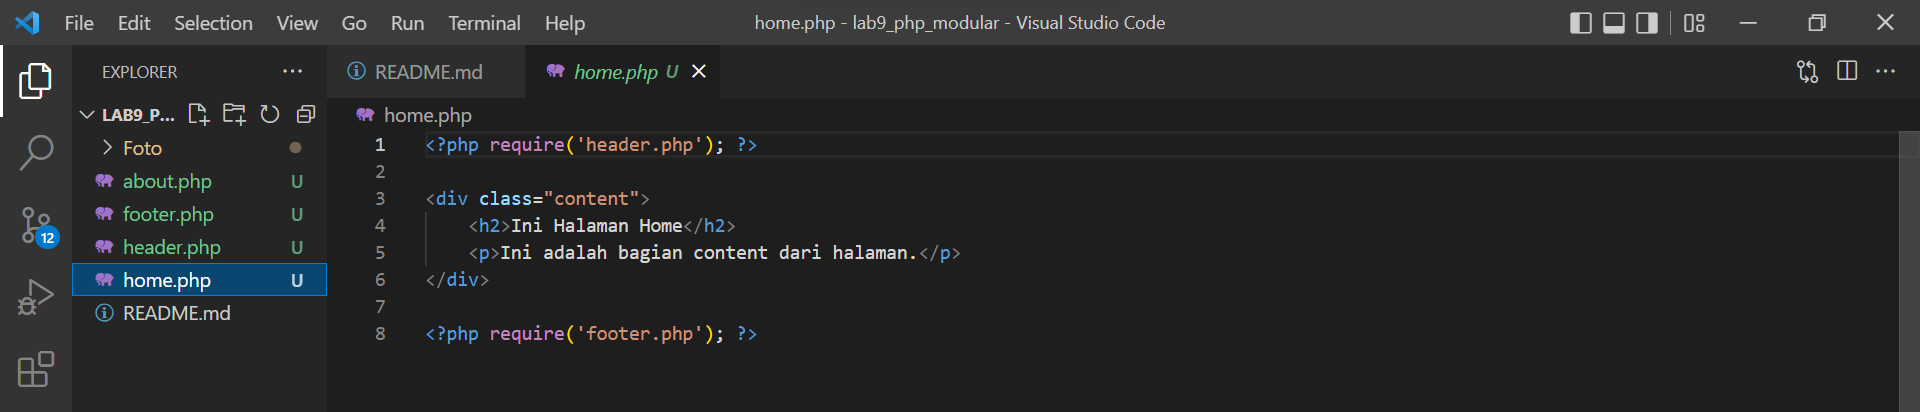 File Edit Selection View Go Run Terminal Help home.php - lab9_php_modular - Visual Studio Code
EXPLORER
LAB9_P...
Foto
about.php U
footer.php U
header.php U
home.php U
README.md
12
README.md home.php U
home.php
1 <?php require('header.php'); ?>
2
3 <div class="content">
4 <h2>Ini Halaman Home</h2>
5 <p>Ini adalah bagian content dari halaman.</p>
6 </div>
7
8 <?php require('footer.php'); ?>